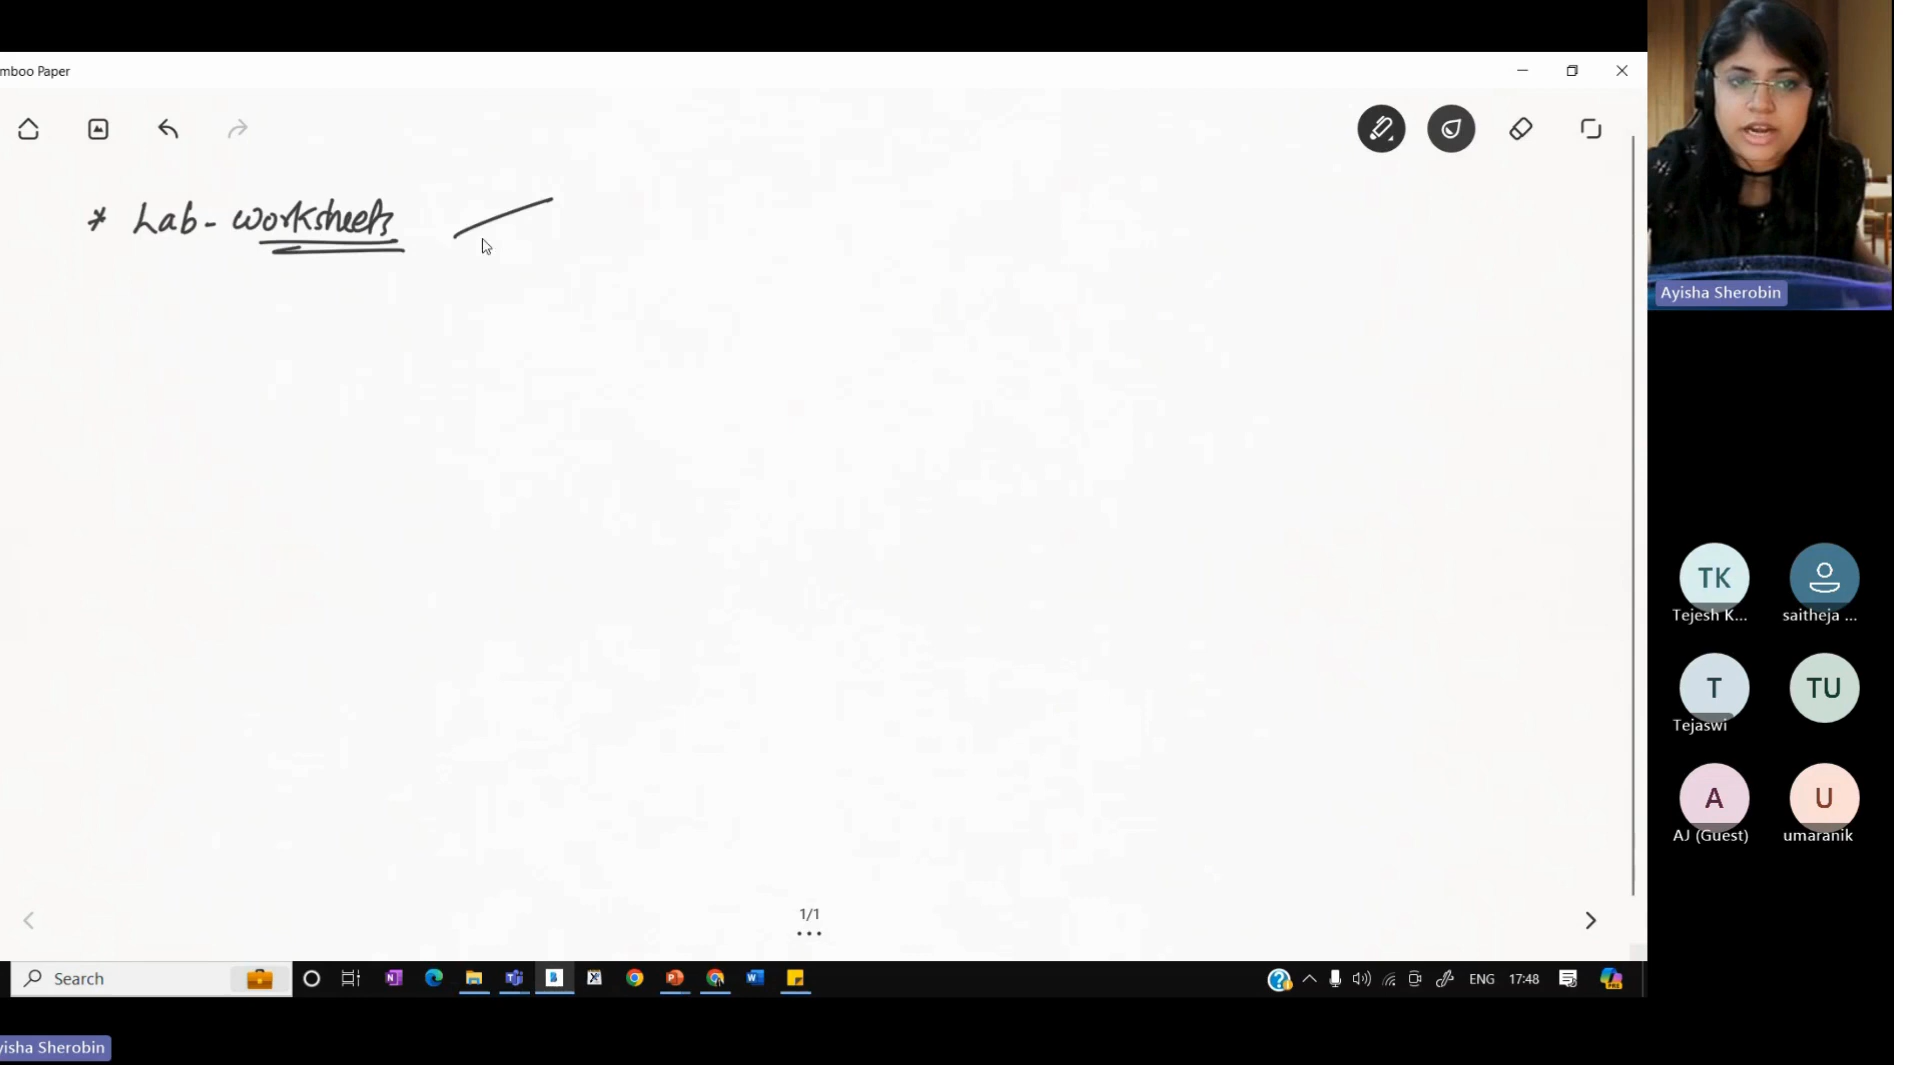 mboo Paper
* Lab - Worksheets
Ayisha Sherobin
TK
Tejesh K...
saitheja ...
T
Tejaswi
TU
A
AJ (Guest)
U
umaranik
1/1
Search
ENG
17:48
yisha Sherobin